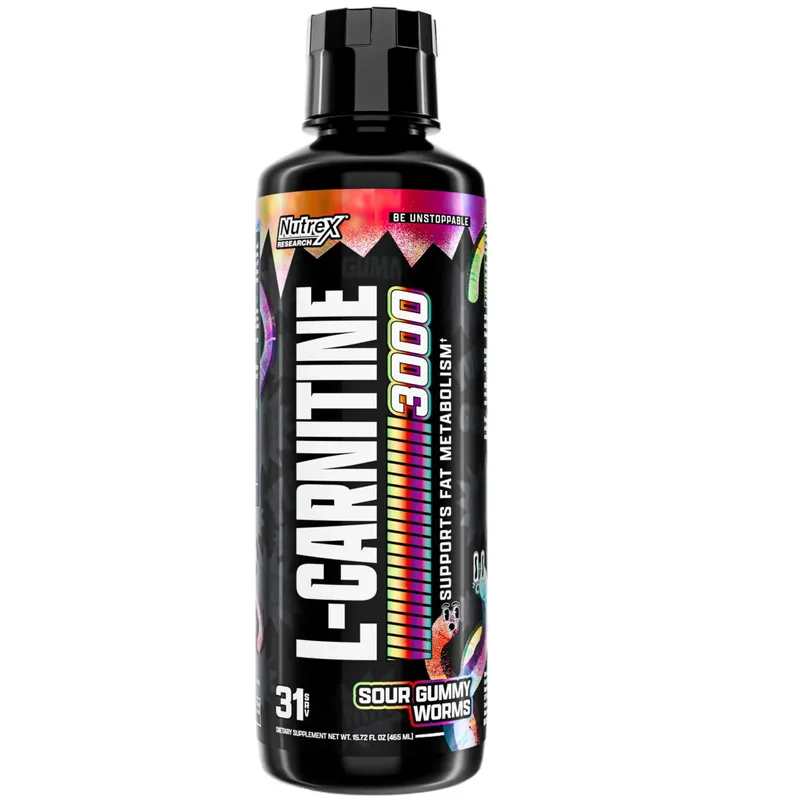 Nutrex
RESEARCH
BE UNSTOPPABLE
L-CARNITINE
3000
SUPPORTS FAT METABOLISM†
31 SRV
SOUR GUMMY
WORMS
DIETARY SUPPLEMENT NET WT. 15.72 FL OZ (465 ML)